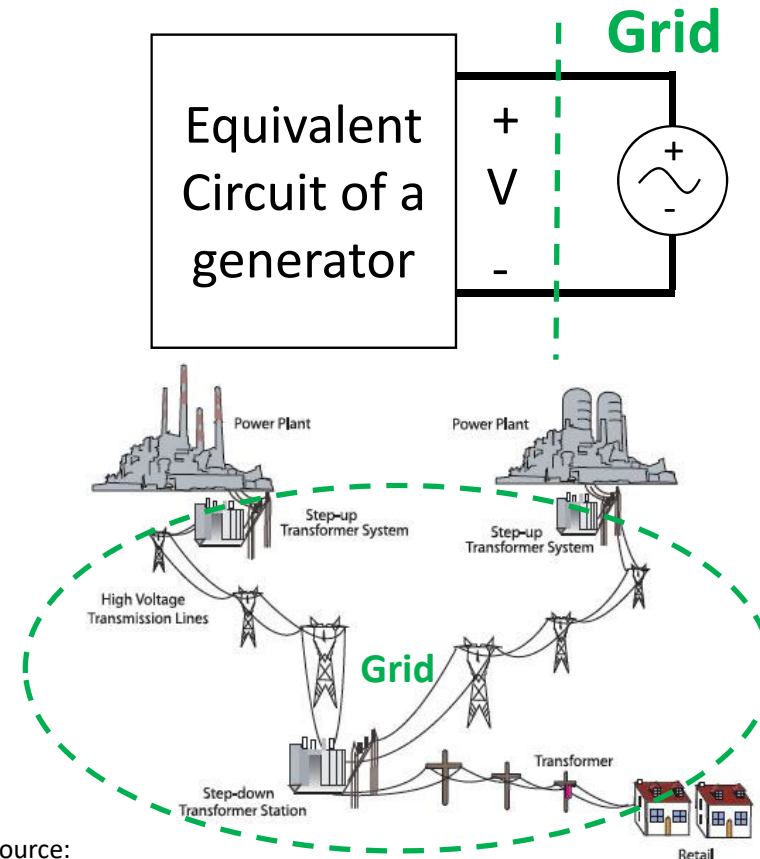 Grid
Equivalent
Circuit of a
generator
+
V
-
+
-
Power Plant
Power Plant
Step-up
Transformer System
Step-up
Transformer System
High Voltage
Transmission Lines
Grid
Transformer
Step-down
Transformer Station
ource:
Retail